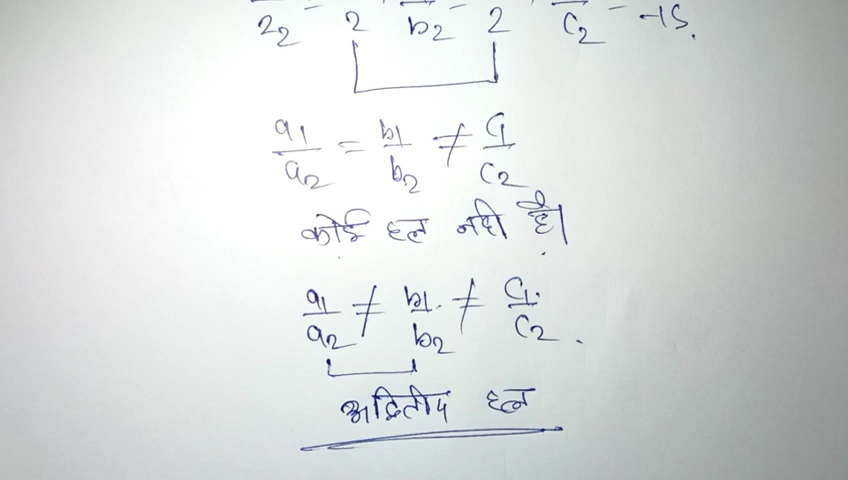 2₂ = 2, b₂ = 2, c₂ = -15.
a₁/a₂ = b₁/b₂ ≠ c₁/c₂
कोई हल नही है।
a₁/a₂ ≠ b₁/b₂ ≠ c₁/c₂.
अद्वितीय हल